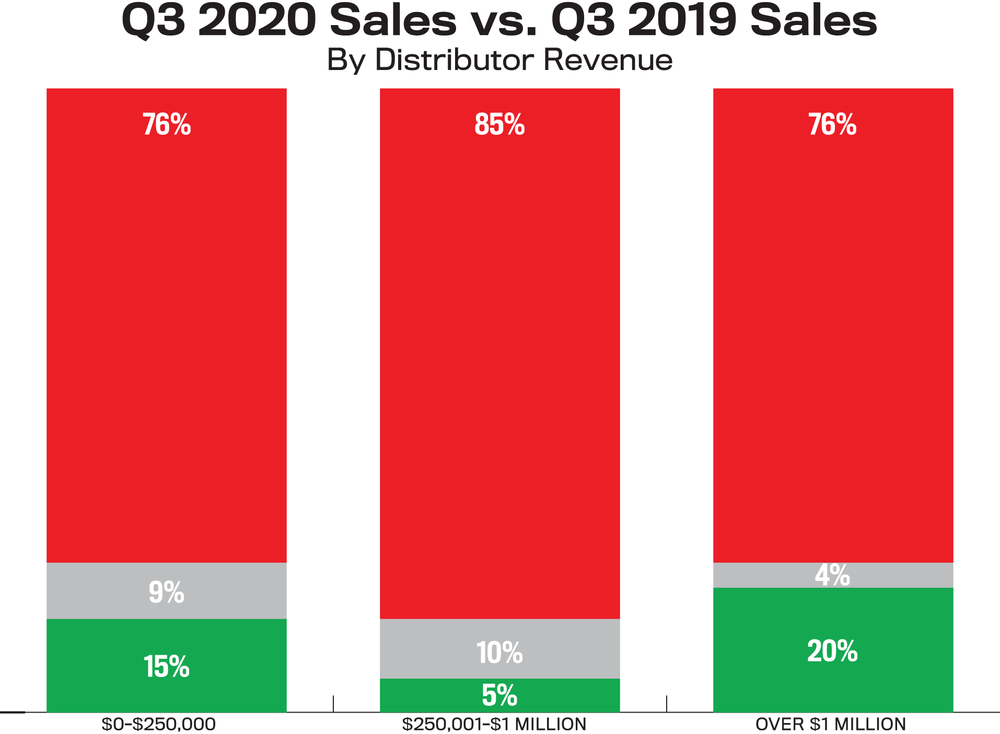 Q3 2020 Sales vs. Q3 2019 Sales
By Distributor Revenue
76%
85%
76%
4%
9%
10%
20%
15%
5%
$0–$250,000
$250,001–$1 MILLION
OVER $1 MILLION